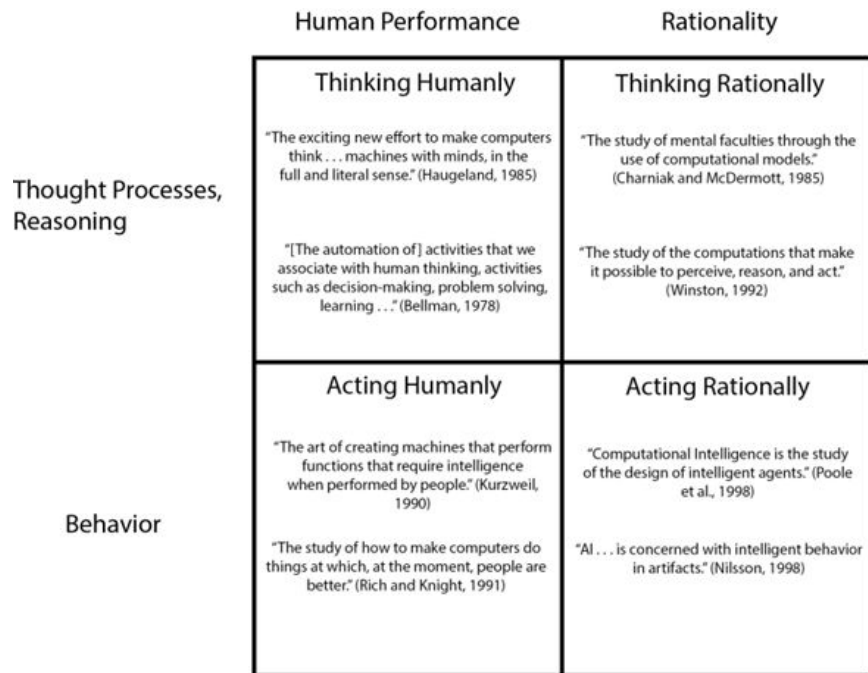 Human Performance
Rationality
Thinking Humanly
"The exciting new effort to make computers
think . . . machines with minds, in the
full and literal sense." (Haugeland, 1985)
"[The automation of] activities that we
associate with human thinking, activities
such as decision-making, problem solving,
learning . . ." (Bellman, 1978)
Thinking Rationally
"The study of mental faculties through the
use of computational models."
(Charniak and McDermott, 1985)
"The study of the computations that make
it possible to perceive, reason, and act."
(Winston, 1992)
Thought Processes,
Reasoning
Acting Humanly
"The art of creating machines that perform
functions that require intelligence
when performed by people." (Kurzweil,
1990)
"The study of how to make computers do
things at which, at the moment, people are
better." (Rich and Knight, 1991)
Acting Rationally
"Computational Intelligence is the study
of the design of intelligent agents." (Poole
et al., 1998)
"AI . . . is concerned with intelligent behavior
in artifacts." (Nilsson, 1998)
Behavior